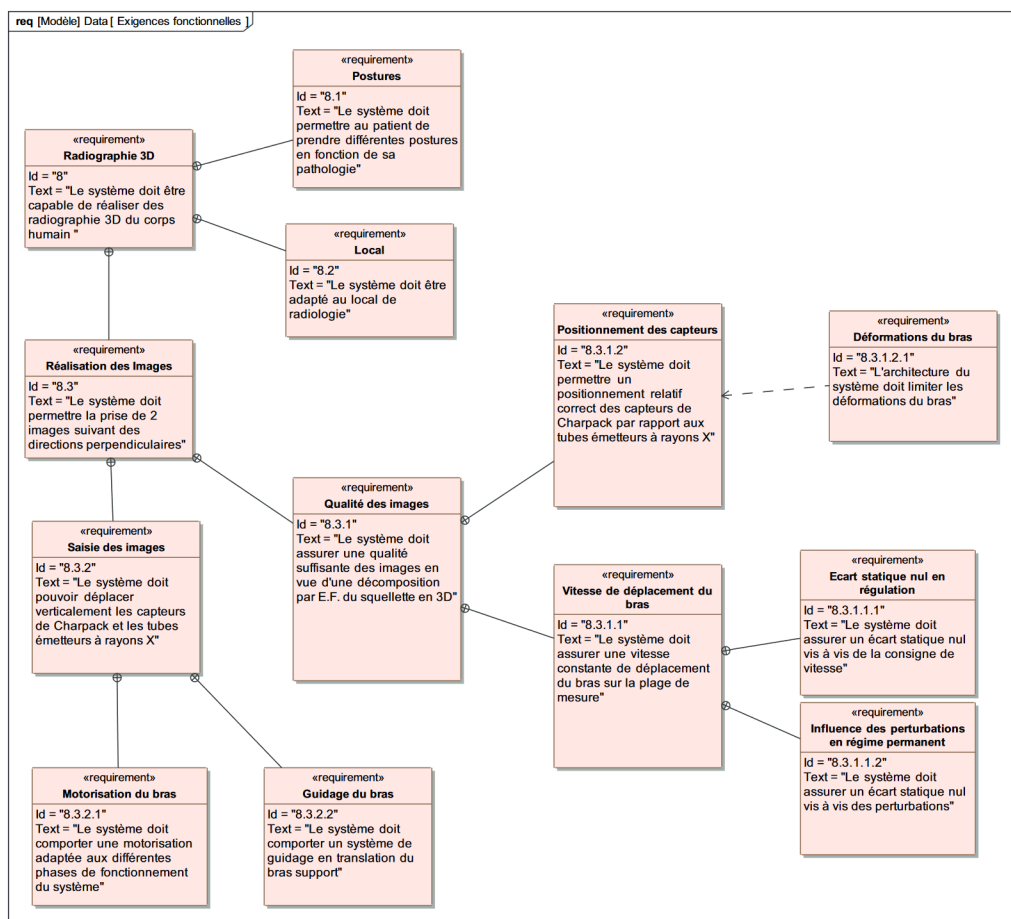 req [Modèle] Data [ Exigences fonctionnelles ]
«requirement»
Postures
Id = "8.1"
Text = "Le système doit
permettre au patient de
prendre différentes postures
en fonction de sa
pathologie"
«requirement»
Radiographie 3D
Id = "8"
Text = "Le système doit être
capable de réaliser des
radiographie 3D du corps
humain "
«requirement»
Local
Id = "8.2"
Text = "Le système doit être
adapté au local de
radiologie"
«requirement»
Positionnement des capteurs
Id = "8.3.1.2"
Text = "Le système doit
permettre un
positionnement relatif
correct des capteurs de
Charpack par rapport aux
tubes émetteurs à rayons X"
«requirement»
Déformations du bras
Id = "8.3.1.2.1"
Text = "L'architecture du
système doit limiter les
déformations du bras"
«requirement»
Réalisation des Images
Id = "8.3"
Text = "Le système doit
permettre la prise de 2
images suivant des
directions perpendiculaires"
«requirement»
Qualité des images
Id = "8.3.1"
Text = "Le système doit
assurer une qualité
suffisante des images en
vue d'une décomposition
par E.F. du squellette en 3D"
«requirement»
Saisie des images
Id = "8.3.2"
Text = "Le système doit
pouvoir déplacer
verticalement les capteurs
de Charpack et les tubes
émetteurs à rayons X"
«requirement»
Vitesse de déplacement du
bras
Id = "8.3.1.1"
Text = "Le système doit
assurer une vitesse
constante de déplacement
du bras sur la plage de
mesure"
«requirement»
Ecart statique nul en
régulation
Id = "8.3.1.1.1"
Text = "Le système doit
assurer un écart statique nul
vis à vis de la consigne de
vitesse"
«requirement»
Influence des perturbations
en régime permanent
Id = "8.3.1.1.2"
Text = "Le système doit
assurer un écart statique nul
vis à vis des perturbations"
«requirement»
Motorisation du bras
Id = "8.3.2.1"
Text = "Le système doit
comporter une motorisation
adaptée aux différentes
phases de fonctionnement
du système"
«requirement»
Guidage du bras
Id = "8.3.2.2"
Text = "Le système doit
comporter un système de
guidage en translation du
bras support"